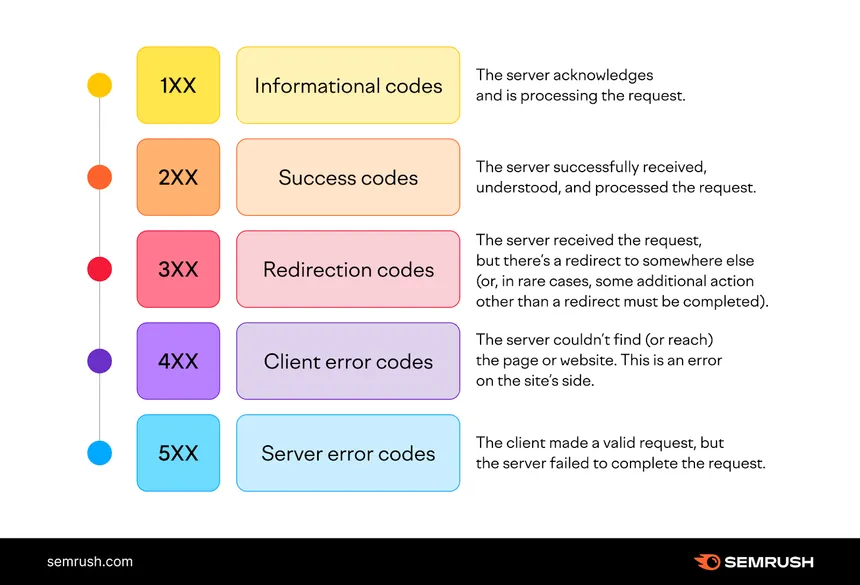 1XX
Informational codes
The server acknowledges
and is processing the request.
2XX
Success codes
The server successfully received,
understood, and processed the request.
3XX
Redirection codes
The server received the request,
but there’s a redirect to somewhere else
(or, in rare cases, some additional action
other than a redirect must be completed).
4XX
Client error codes
The server couldn’t find (or reach)
the page or website. This is an error
on the site’s side.
5XX
Server error codes
The client made a valid request, but
the server failed to complete the request.
semrush.com
SEMRUSH